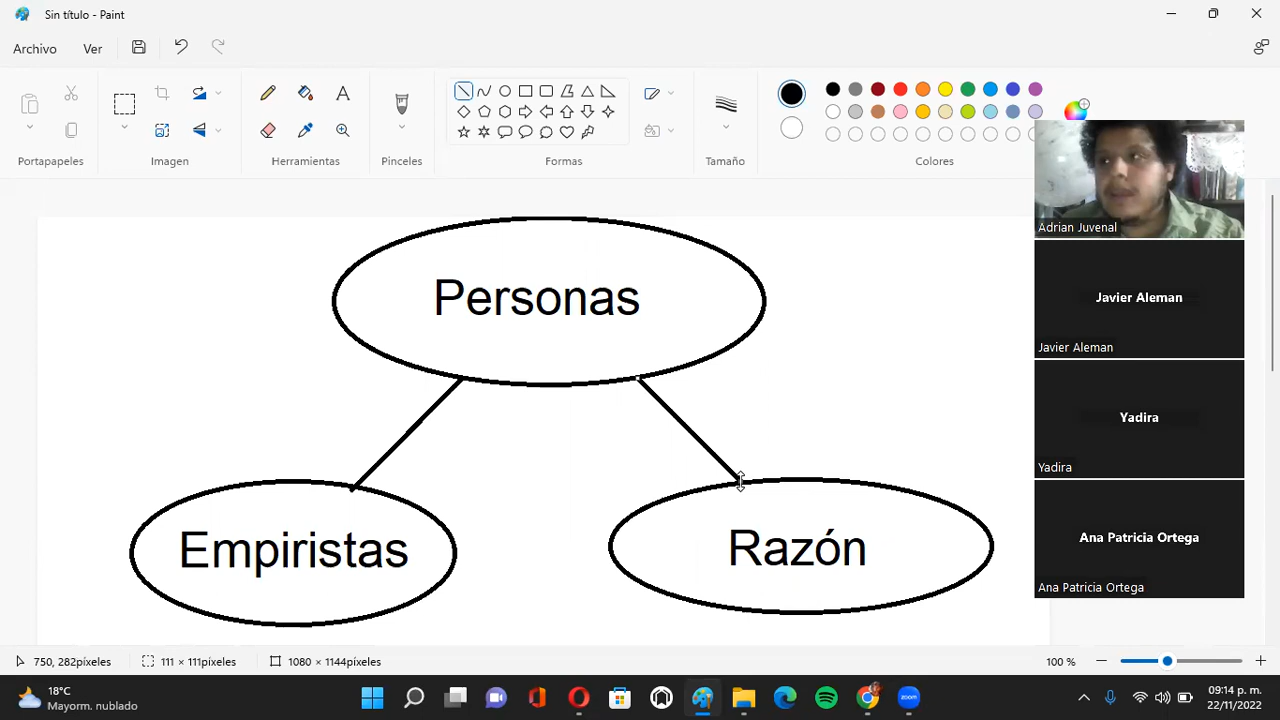 Sin título - Paint
Archivo Ver
Portapapeles Imagen Herramientas Pinceles Formas Tamaño Colores
Personas
Empiristas
Razón
Adrian Juvenal
Javier Aleman
Javier Aleman
Yadira
Yadira
Ana Patricia Ortega
Ana Patricia Ortega
750, 282píxeles 111 × 111píxeles 1080 × 1144píxeles 100 %
18°C
Mayorm. nublado
09:14 p. m.
22/11/2022